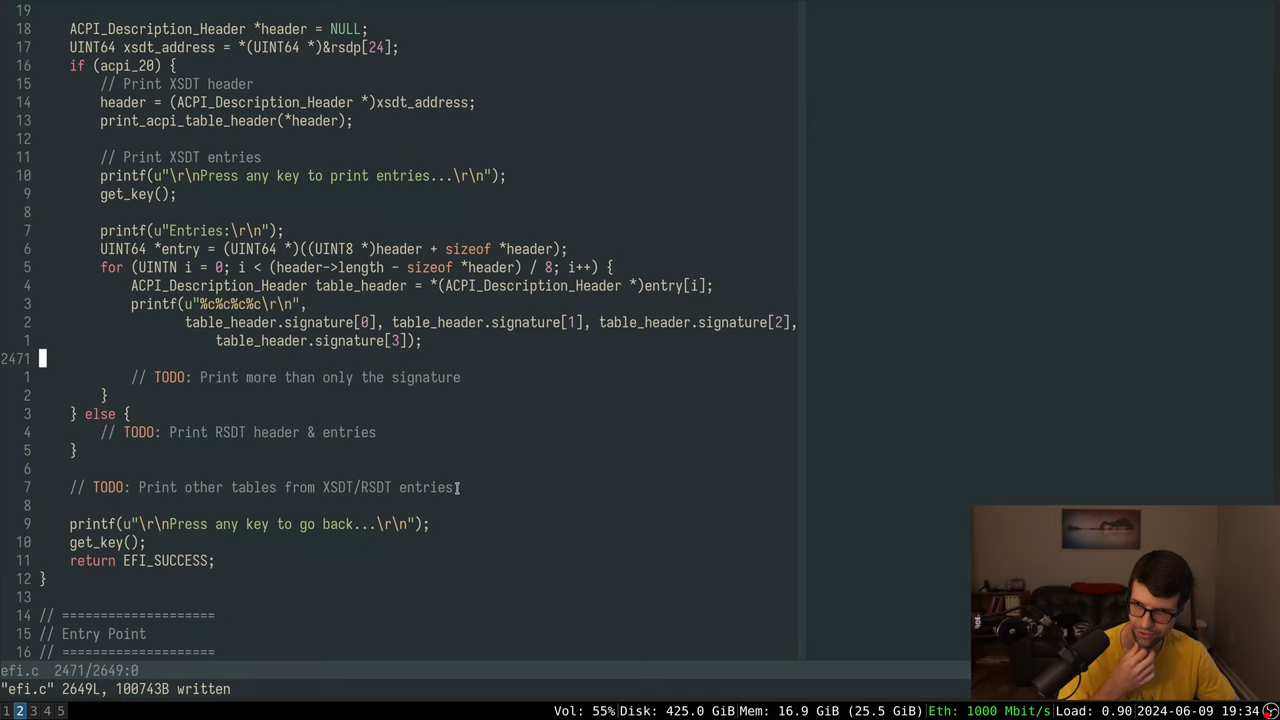 19
18 ACPI_Description_Header *header = NULL;
17 UINT64 xsdt_address = *(UINT64 *)&rsdp[24];
16 if (acpi_20) {
15 // Print XSDT header
14 header = (ACPI_Description_Header *)xsdt_address;
13 print_acpi_table_header(*header);
12
11 // Print XSDT entries
10 printf(u"\r\nPress any key to print entries...\r\n");
9 get_key();
8
7 printf(u"Entries:\r\n");
6 UINT64 *entry = (UINT64 *)((UINT8 *)header + sizeof *header);
5 for (UINTN i = 0; i < (header->length - sizeof *header) / 8; i++) {
4 ACPI_Description_Header table_header = *(ACPI_Description_Header *)entry[i];
3 printf(u"%c%c%c%c\r\n",
2 table_header.signature[0], table_header.signature[1], table_header.signature[2],
1 table_header.signature[3]);
2471
1 // TODO: Print more than only the signature
2 }
3 } else {
4 // TODO: Print RSDT header & entries
5 }
6
7 // TODO: Print other tables from XSDT/RSDT entries
8
9 printf(u"\r\nPress any key to go back...\r\n");
10 get_key();
11 return EFI_SUCCESS;
12 }
13
14 // ====================
15 // Entry Point
16 // ====================
efi.c 2471/2649:0
"efi.c" 2649L, 100743B written
1 2 3 4 5 Vol: 55% Disk: 425.0 GiB Mem: 16.9 GiB (25.5 GiB) Eth: 1000 Mbit/s Load: 0.90 2024-06-09 19:34